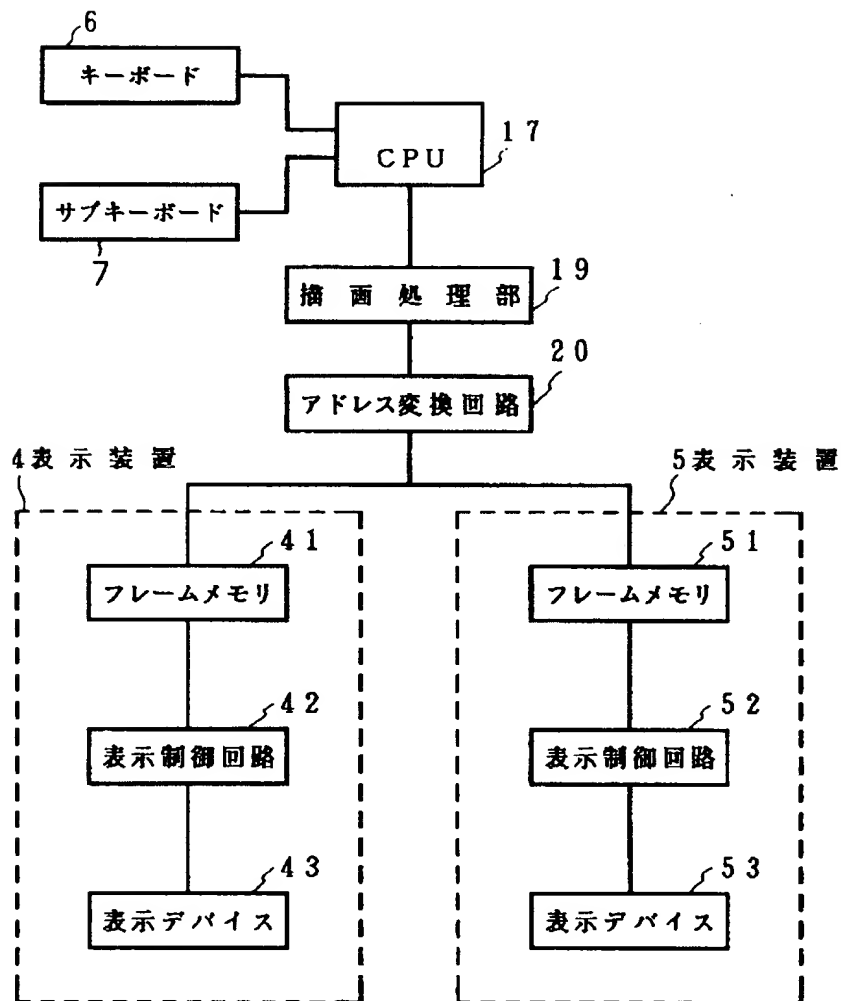 6
キーボード
17
CPU
サブキーボード
7
19
描画処理部
20
アドレス変換回路
4表示装置
5表示装置
41
フレームメモリ
51
フレームメモリ
42
表示制御回路
52
表示制御回路
43
表示デバイス
53
表示デバイス